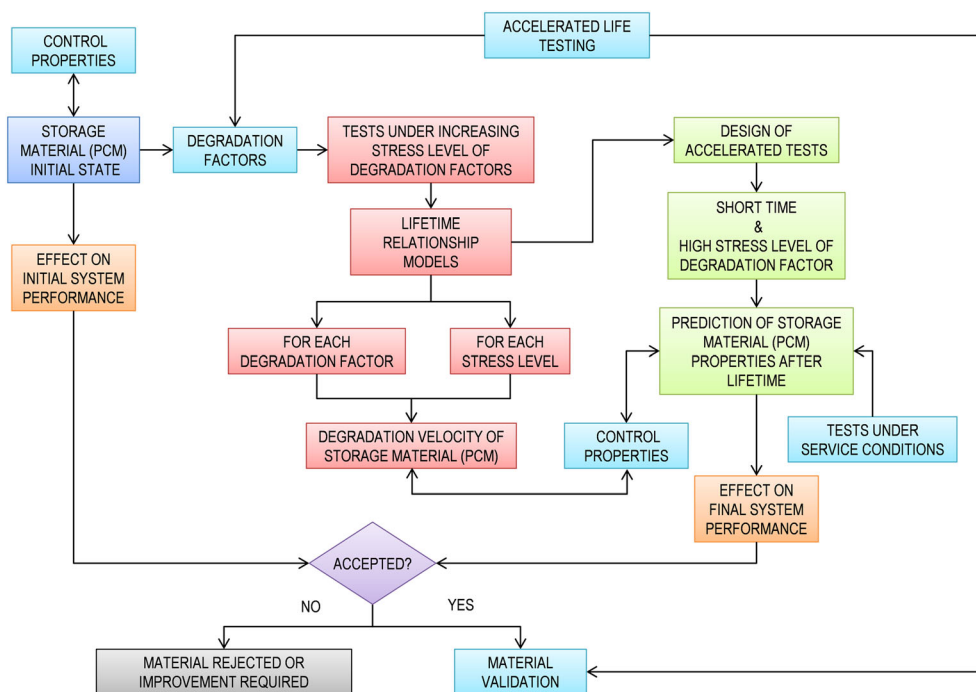 CONTROL
PROPERTIES
ACCELERATED LIFE
TESTING
STORAGE
MATERIAL (PCM)
INITIAL STATE
DEGRADATION
FACTORS
TESTS UNDER INCREASING
STRESS LEVEL OF
DEGRADATION FACTORS
DESIGN OF
ACCELERATED TESTS
LIFETIME
RELATIONSHIP
MODELS
SHORT TIME
&
HIGH STRESS LEVEL OF
DEGRADATION FACTOR
EFFECT ON
INITIAL SYSTEM
PERFORMANCE
FOR EACH
DEGRADATION FACTOR
FOR EACH
STRESS LEVEL
PREDICTION OF STORAGE
MATERIAL (PCM)
PROPERTIES AFTER
LIFETIME
DEGRADATION VELOCITY OF
STORAGE MATERIAL (PCM)
CONTROL
PROPERTIES
TESTS UNDER
SERVICE CONDITIONS
EFFECT ON
FINAL SYSTEM
PERFORMANCE
ACCEPTED?
NO
YES
MATERIAL REJECTED OR
IMPROVEMENT REQUIRED
MATERIAL
VALIDATION